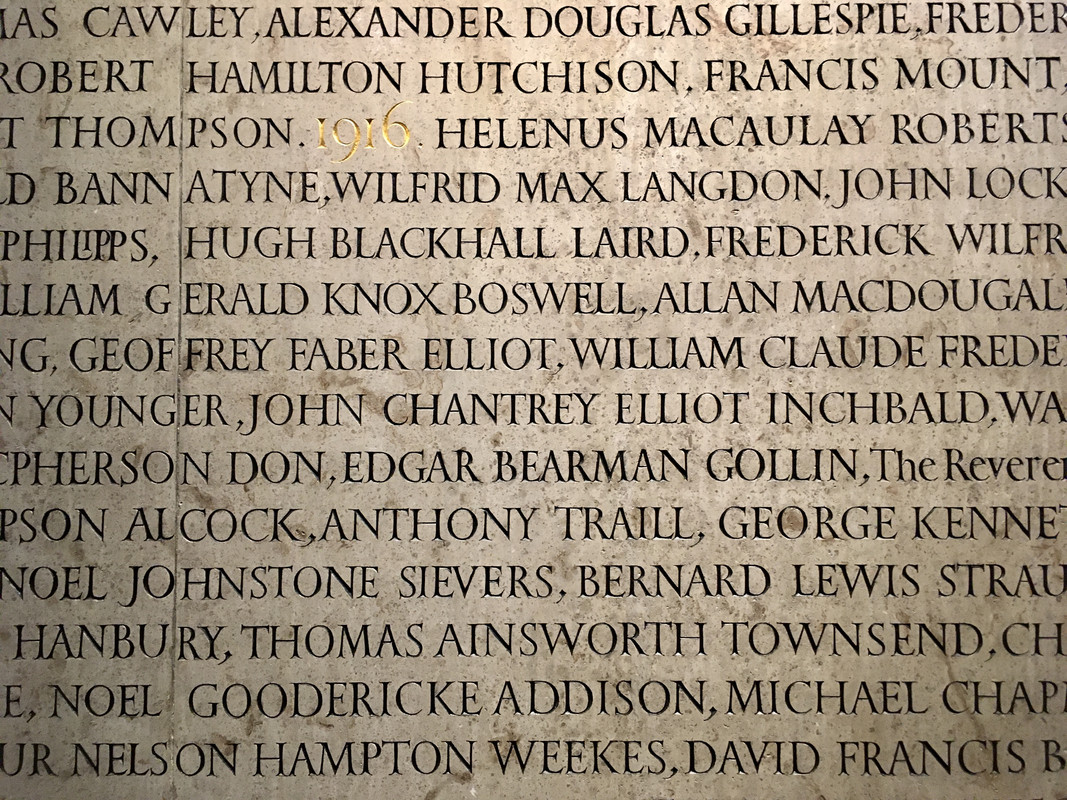 MAS CAWLEY, ALEXANDER DOUGLAS GILLESPIE, FREDER
ROBERT HAMILTON HUTCHISON, FRANCIS MOUNT,
T THOMPSON. 1916. HELENUS MACAULAY ROBERTS
LD BANNATYNE, WILFRID MAX LANGDON, JOHN LOCK
PHILIPPS, HUGH BLACKHALL LAIRD, FREDERICK WILFR
LLIAM GERALD KNOX BOSWELL, ALLAN MACDOUGAL
NG, GEOFFREY FABER ELLIOT, WILLIAM CLAUDE FREDE
N YOUNGER, JOHN CHANTREY ELLIOT INCHBALD, WA
CPHERSON DON, EDGAR BEARMAN GOLLIN, The Reveren
PSON ALCOCK, ANTHONY TRAILL, GEORGE KENNET
NOEL JOHNSTONE SIEVERS, BERNARD LEWIS STRAU
HANBURY, THOMAS AINSWORTH TOWNSEND, CH
E, NOEL GOODERICKE ADDISON, MICHAEL CHAP
UR NELSON HAMPTON WEEKES, DAVID FRANCIS B